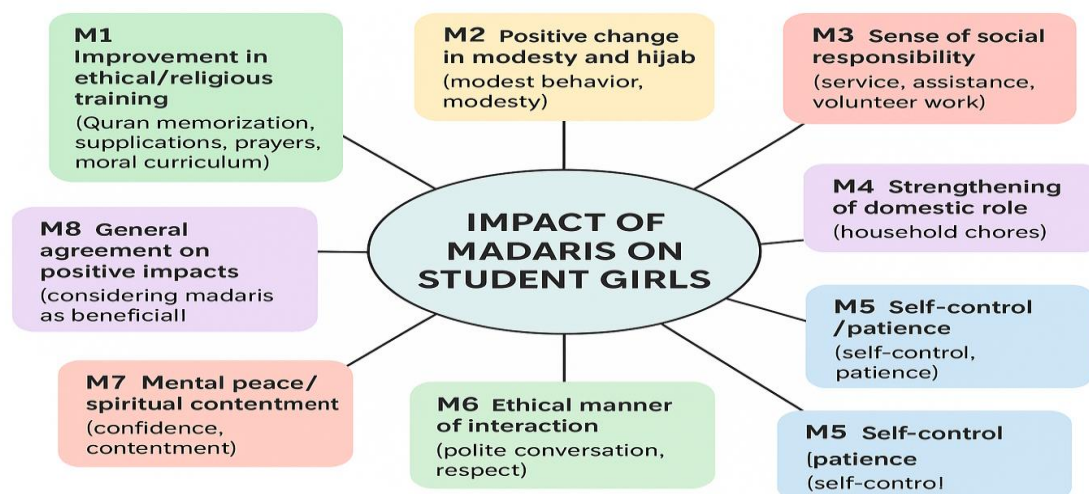 M1
Improvement in
ethical/religious
training
(Quran memorization,
supplications, prayers,
moral curriculum)
M2 Positive change
in modesty and hijab
(modest behavior,
modesty)
M3 Sense of social
responsibility
(service, assistance,
volunteer work)
M4 Strengthening
of domestic role
(household chores)
M8 General
agreement on
positive impacts
(considering madaris
as beneficial!
IMPACT OF
MADARIS ON
STUDENT GIRLS
M5 Self-control
/patience
(self-control,
patience)
M7 Mental peace/
spiritual contentment
(confidence,
contentment)
M6 Ethical manner
of interaction
(polite conversation,
respect)
M5 Self-control
(patience
(self-control